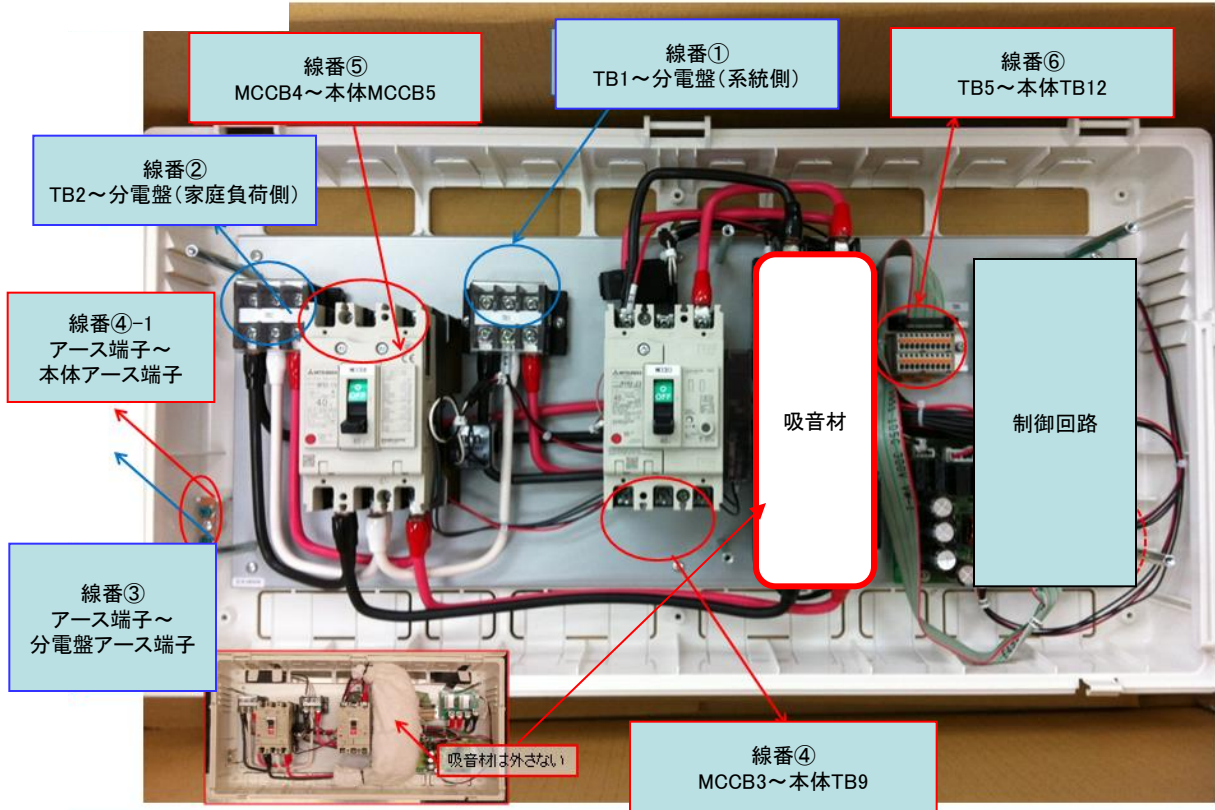 線番⑤
MCCB4～本体MCCB5
線番①
TB1～分電盤(系統側)
線番⑥
TB5～本体TB12
線番②
TB2～分電盤(家庭負荷側)
線番④-1
アース端子～
本体アース端子
MITSUBISHI
40
OFF
MITSUBISHI
40
OFF
吸音材
制御回路
線番③
アース端子～
分電盤アース端子
吸音材は外さない
線番④
MCCB3～本体TB9